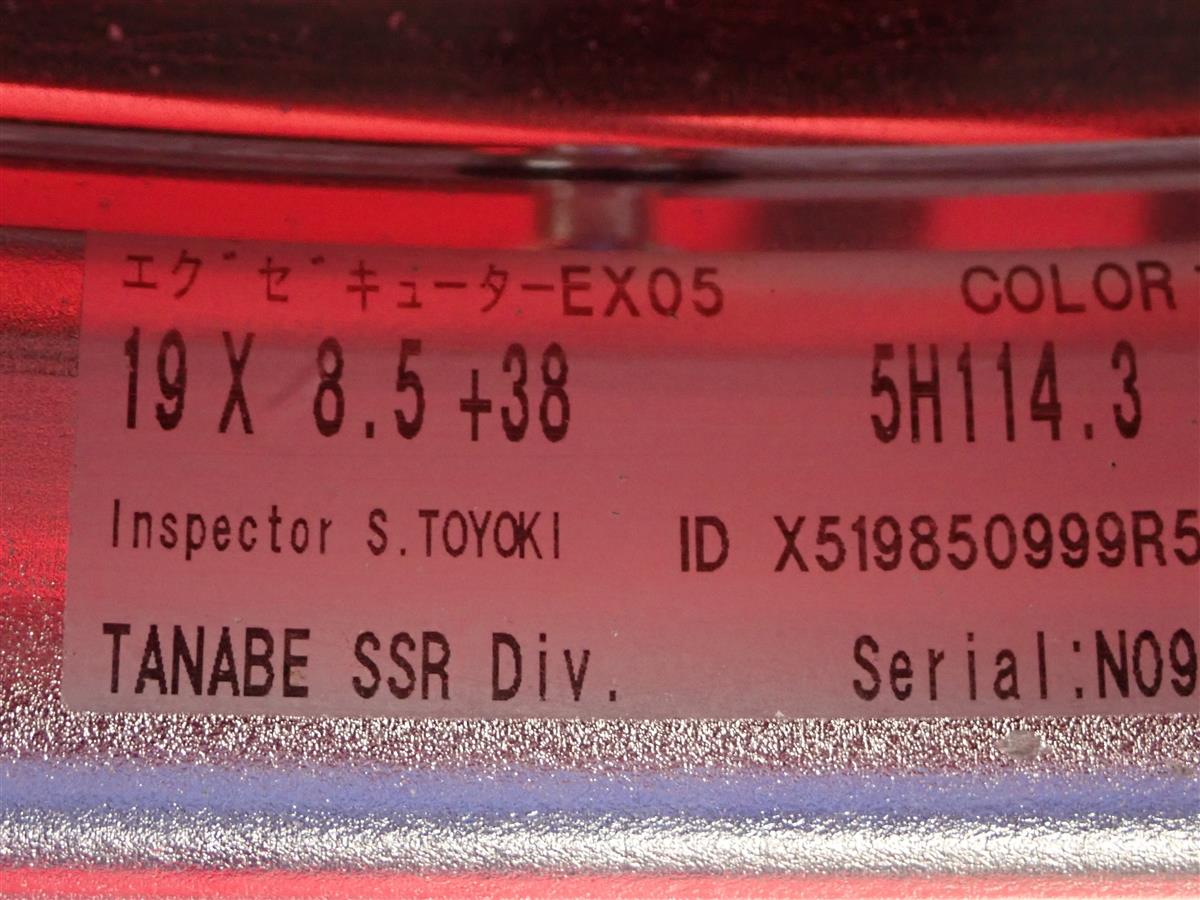 エグゼキューターEX05 COLOR
19 X 8.5 +38 5H114.3
Inspector S.TOYOKI ID X519850999R5
TANABE SSR Div. Serial:N09